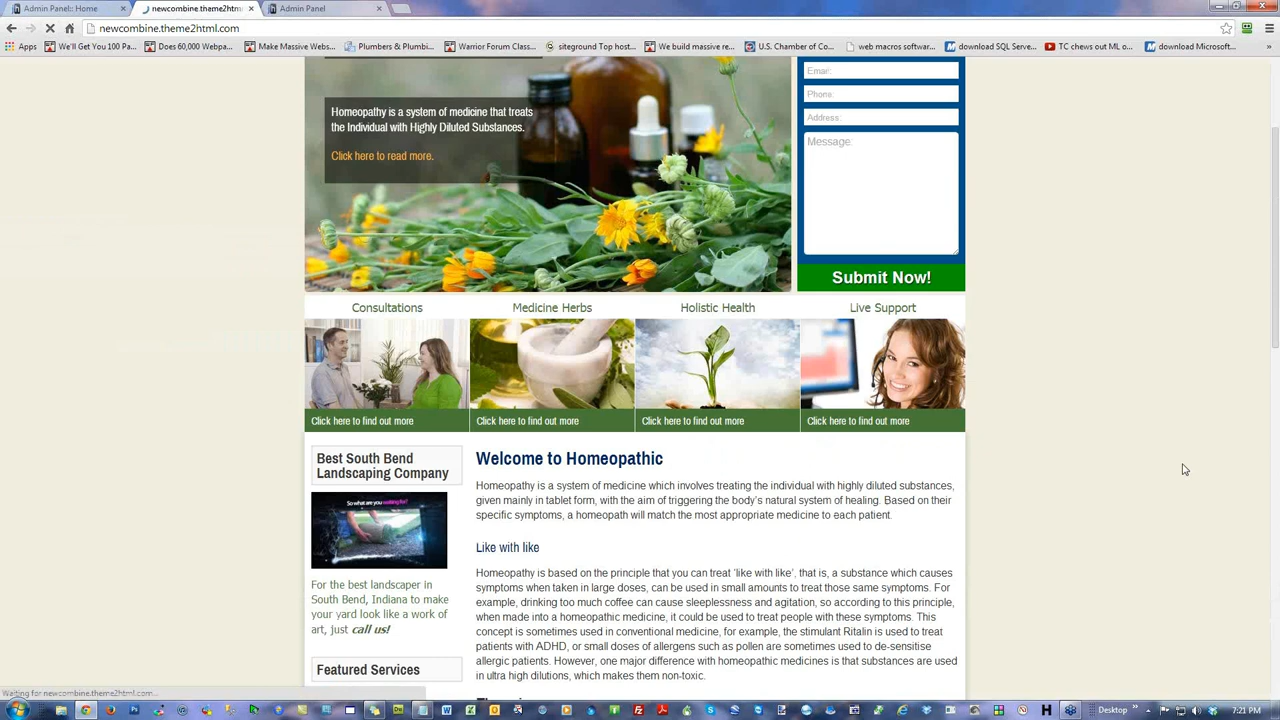 Admin Panel:: Home
newcombine.theme2html.com
Admin Panel
newcombine.theme2html.com
Apps
We'll Get You 100 Pa...
Does 60,000 Webpa...
Make Massive Webs...
Plumbers & Plumbi...
Warrior Forum Class...
siteground Top host...
We build massive re...
U.S. Chamber of Co...
web macros softwar...
download SQL Serve...
TC chews out ML o...
download Microsoft...
Homeopathy is a system of medicine that treats
the Individual with Highly Diluted Substances.
Click here to read more.
Email:
Phone:
Address:
Message:
Submit Now!
Consultations
Medicine Herbs
Holistic Health
Live Support
Click here to find out more
Click here to find out more
Click here to find out more
Click here to find out more
Best South Bend
Landscaping Company
So what are you waiting for?
For the best landscaper in
South Bend, Indiana to make
your yard look like a work of
art, just call us!
Featured Services
Welcome to Homeopathic
Homeopathy is a system of medicine which involves treating the individual with highly diluted substances,
given mainly in tablet form, with the aim of triggering the body's natural system of healing. Based on their
specific symptoms, a homeopath will match the most appropriate medicine to each patient.
Like with like
Homeopathy is based on the principle that you can treat 'like with like', that is, a substance which causes
symptoms when taken in large doses, can be used in small amounts to treat those same symptoms. For
example, drinking too much coffee can cause sleeplessness and agitation, so according to this principle,
when made into a homeopathic medicine, it could be used to treat people with these symptoms. This
concept is sometimes used in conventional medicine, for example, the stimulant Ritalin is used to treat
patients with ADHD, or small doses of allergens such as pollen are sometimes used to de-sensitise
allergic patients. However, one major difference with homeopathic medicines is that substances are used
in ultra high dilutions, which makes them non-toxic.
Waiting for newcombine.theme2html.com...
Desktop
7:21 PM